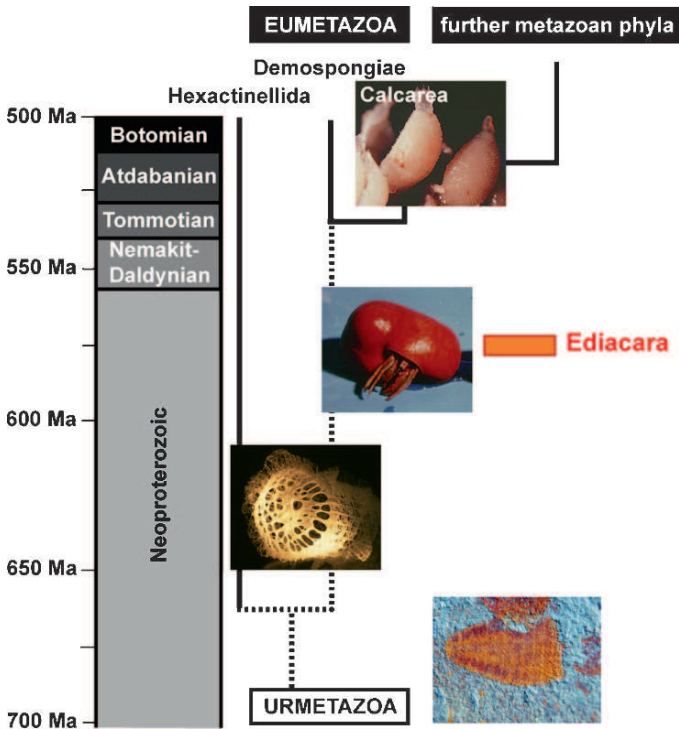 EUMETAZOA
further metazoan phyla
Demospongiae
Hexactinellida
Calcarea
500 Ma
Botomian
Atdabanian
Tommotian
550 Ma
Nemakit-
Daldynian
Ediacara
600 Ma
Neoproterozoic
650 Ma
URMETAZOA
700 Ma